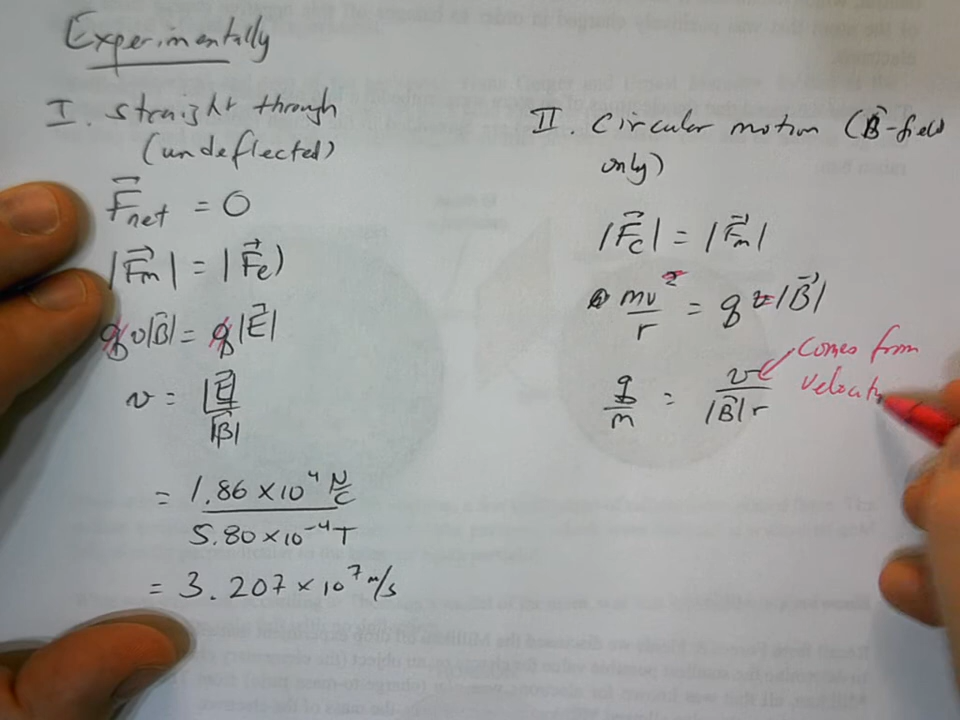 Experimentally
I. straight through
(undeflected)
F⃗net = 0
|F⃗m| = |F⃗e)
qv|B⃗| = q|E⃗|
v = |E⃗|/|B⃗|
= 1.86 × 10⁴ N/C / 5.80 × 10⁻⁴ T
= 3.207 × 10⁷ m/s
II. Circular motion (B⃗-field
only)
|F⃗c| = |F⃗m|
mv²/r = qv|B⃗|
q/m = v/|B⃗|r
Comes from
velocity